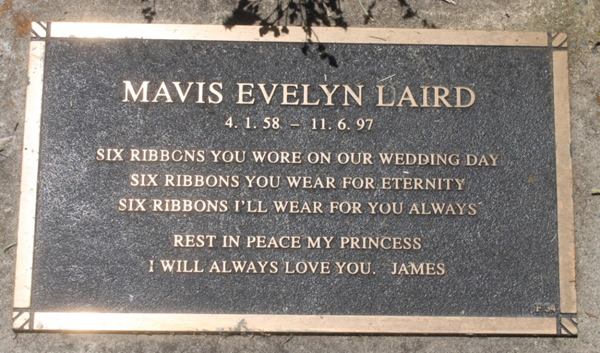 MAVIS EVELYN LAIRD
4. 1. 58 – 11. 6. 97
SIX RIBBONS YOU WORE ON OUR WEDDING DAY
SIX RIBBONS YOU WEAR FOR ETERNITY
SIX RIBBONS I'LL WEAR FOR YOU ALWAYS
REST IN PEACE MY PRINCESS
I WILL ALWAYS LOVE YOU. JAMES